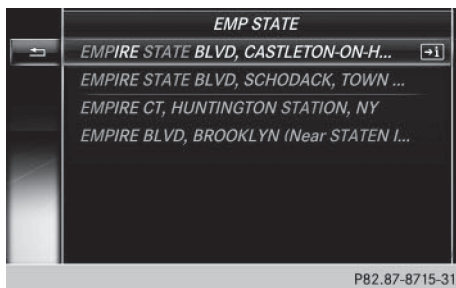 EMP STATE
EMPIRE STATE BLVD, CASTLETON-ON-H...
EMPIRE STATE BLVD, SCHODACK, TOWN ...
EMPIRE CT, HUNTINGTON STATION, NY
EMPIRE BLVD, BROOKLYN (Near STATEN I...
P82.87-8715-31